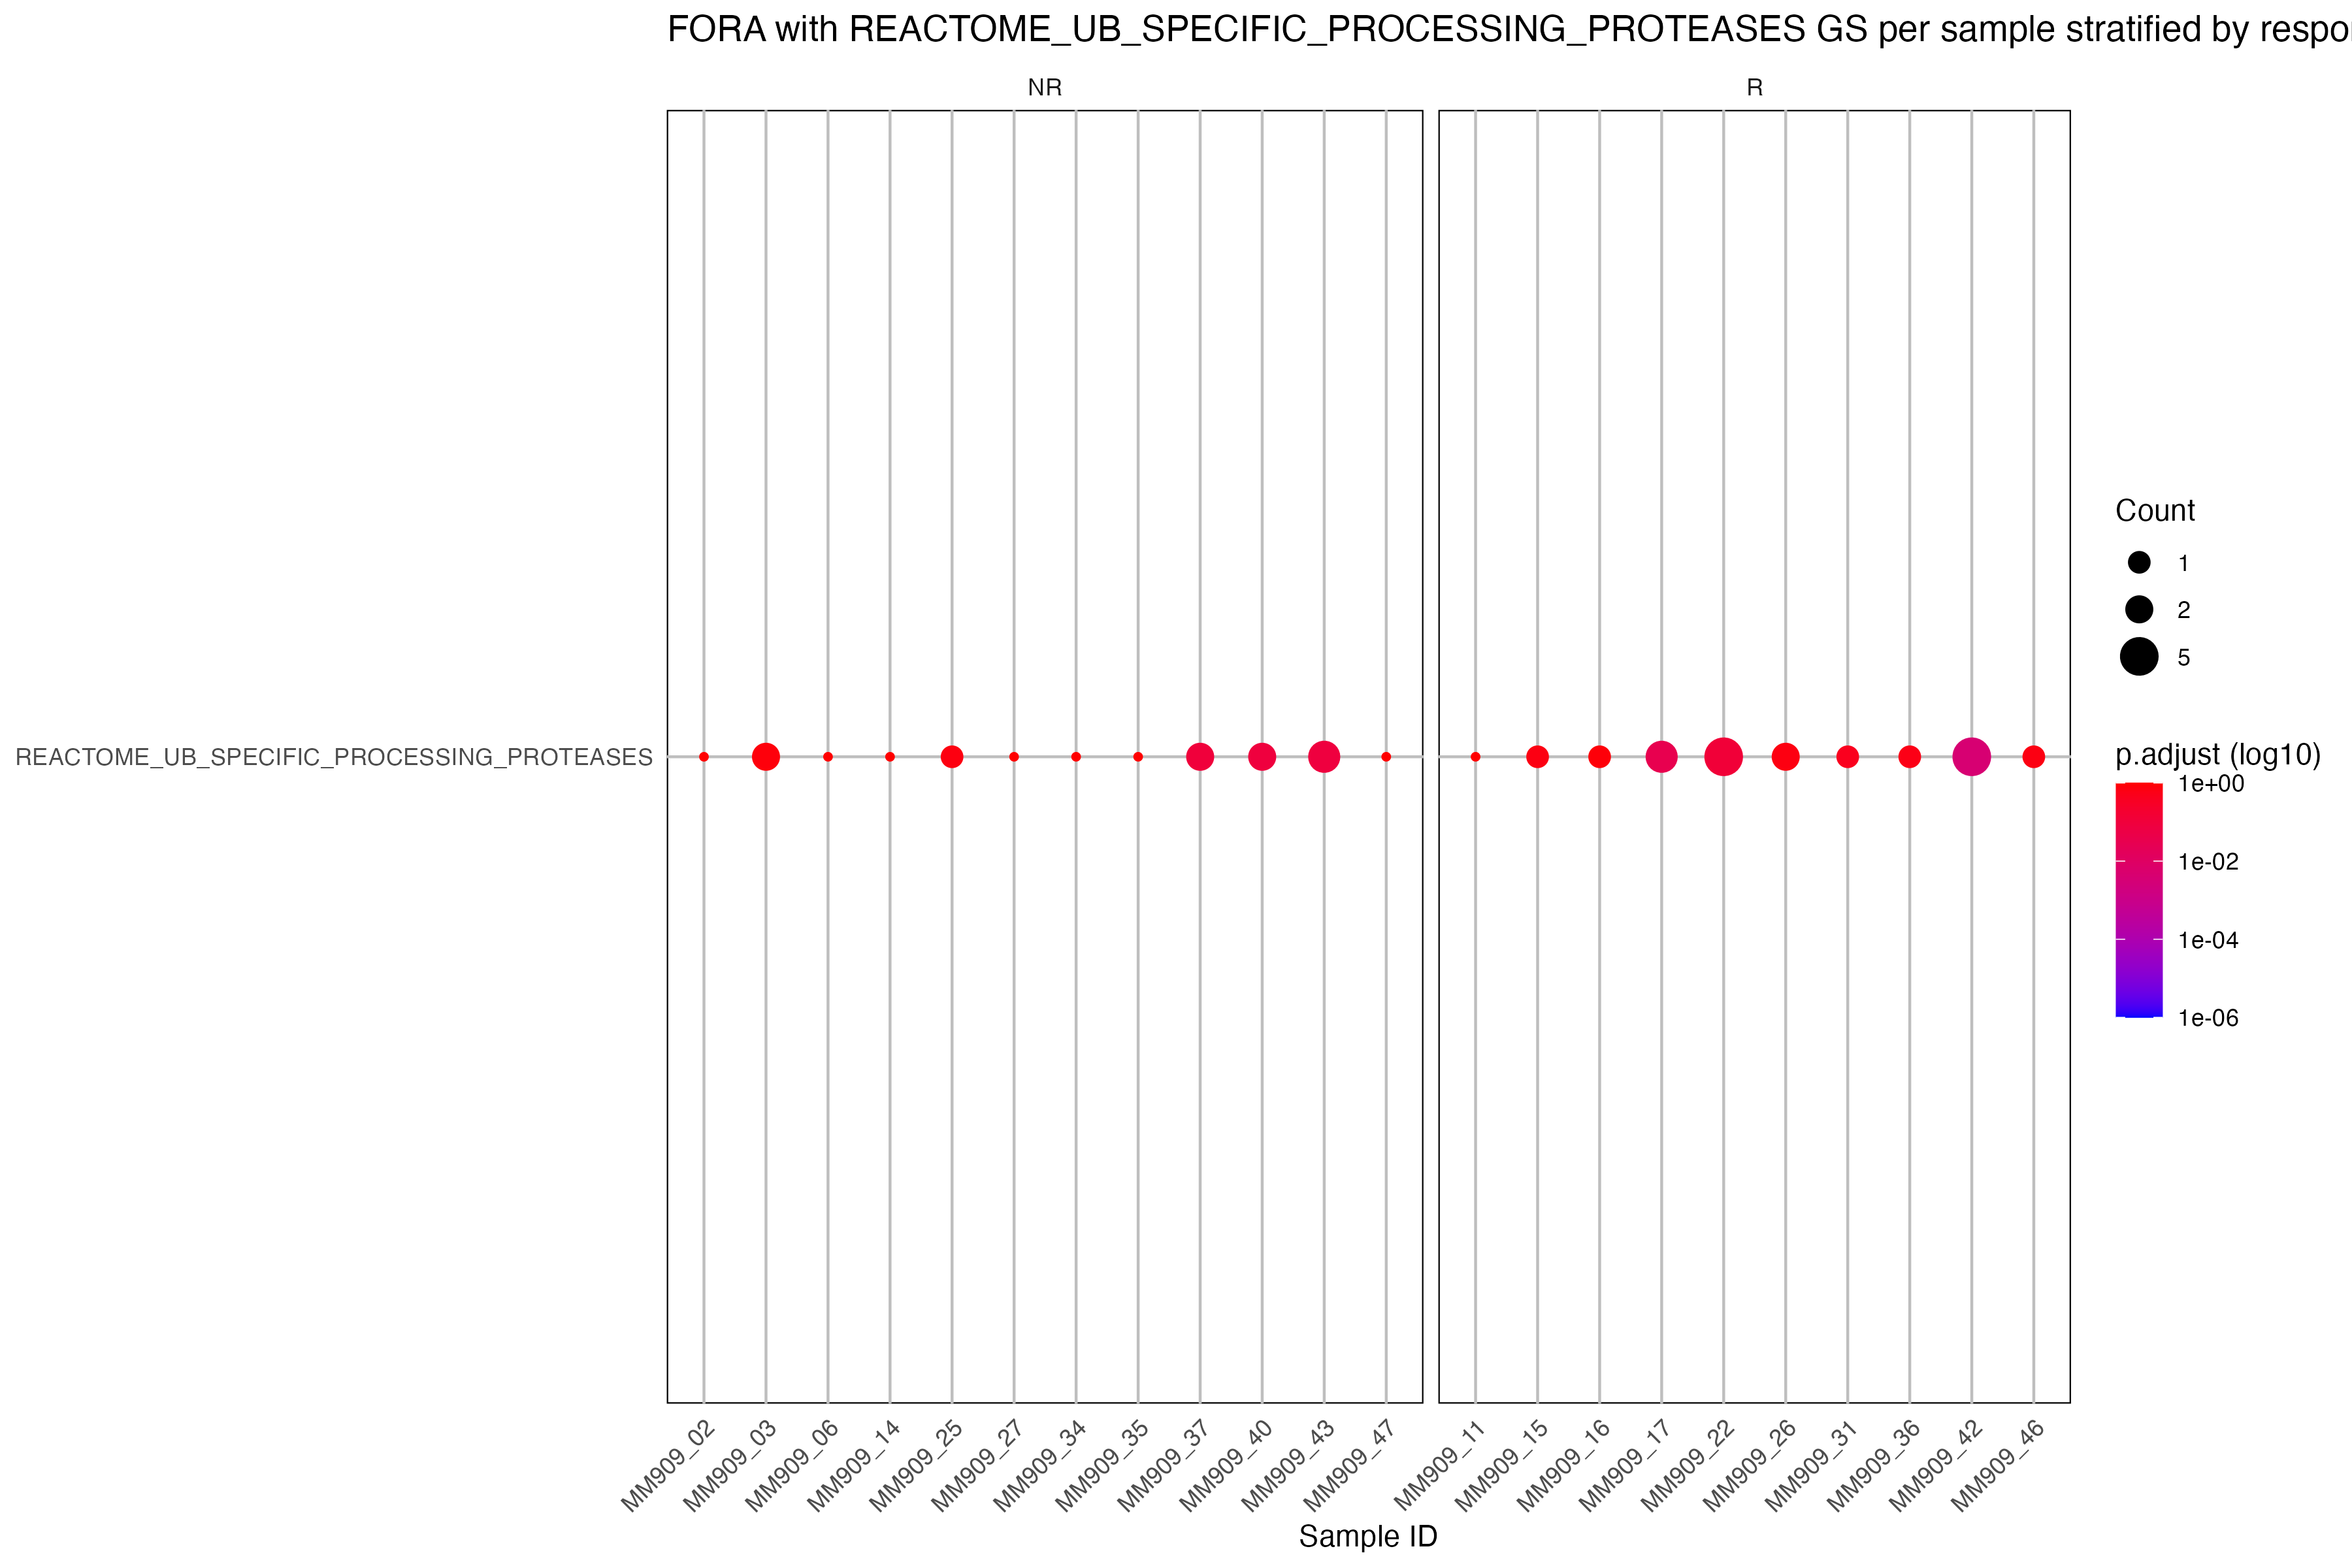 FORA with REACTOME_UB_SPECIFIC_PROCESSING_PROTEASES GS per sample stratified by respo
NR
R
REACTOME_UB_SPECIFIC_PROCESSING_PROTEASES
Count
1
2
5
p.adjust (log10)
1e+00
1e-02
1e-04
1e-06
MM909_02
MM909_03
MM909_06
MM909_14
MM909_25
MM909_27
MM909_34
MM909_35
MM909_37
MM909_40
MM909_43
MM909_47
MM909_11
MM909_15
MM909_16
MM909_17
MM909_22
MM909_26
MM909_31
MM909_36
MM909_42
MM909_46
Sample ID